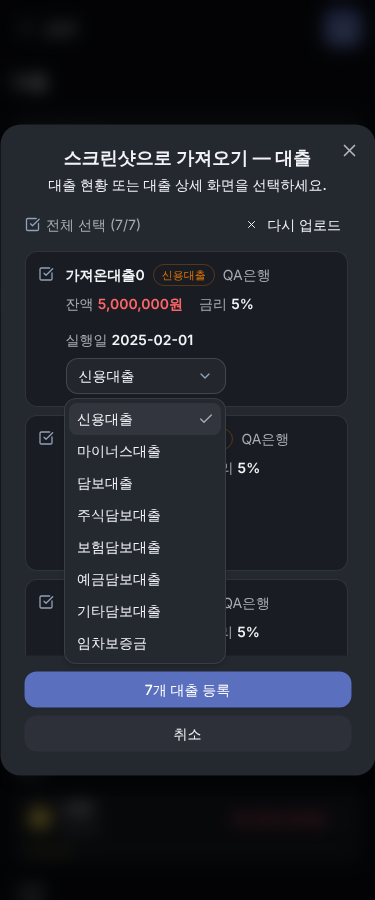 스크린샷으로 가져오기 — 대출
대출 현황 또는 대출 상세 화면을 선택하세요.
전체 선택 (7/7)
다시 업로드
가져온대출0 신용대출 QA은행
잔액 5,000,000원 금리 5%
실행일 2025-02-01
신용대출
신용대출
QA은행
마이너스대출
리 5%
담보대출
주식담보대출
보험담보대출
예금담보대출
QA은행
기타담보대출
리 5%
임차보증금
7개 대출 등록
취소